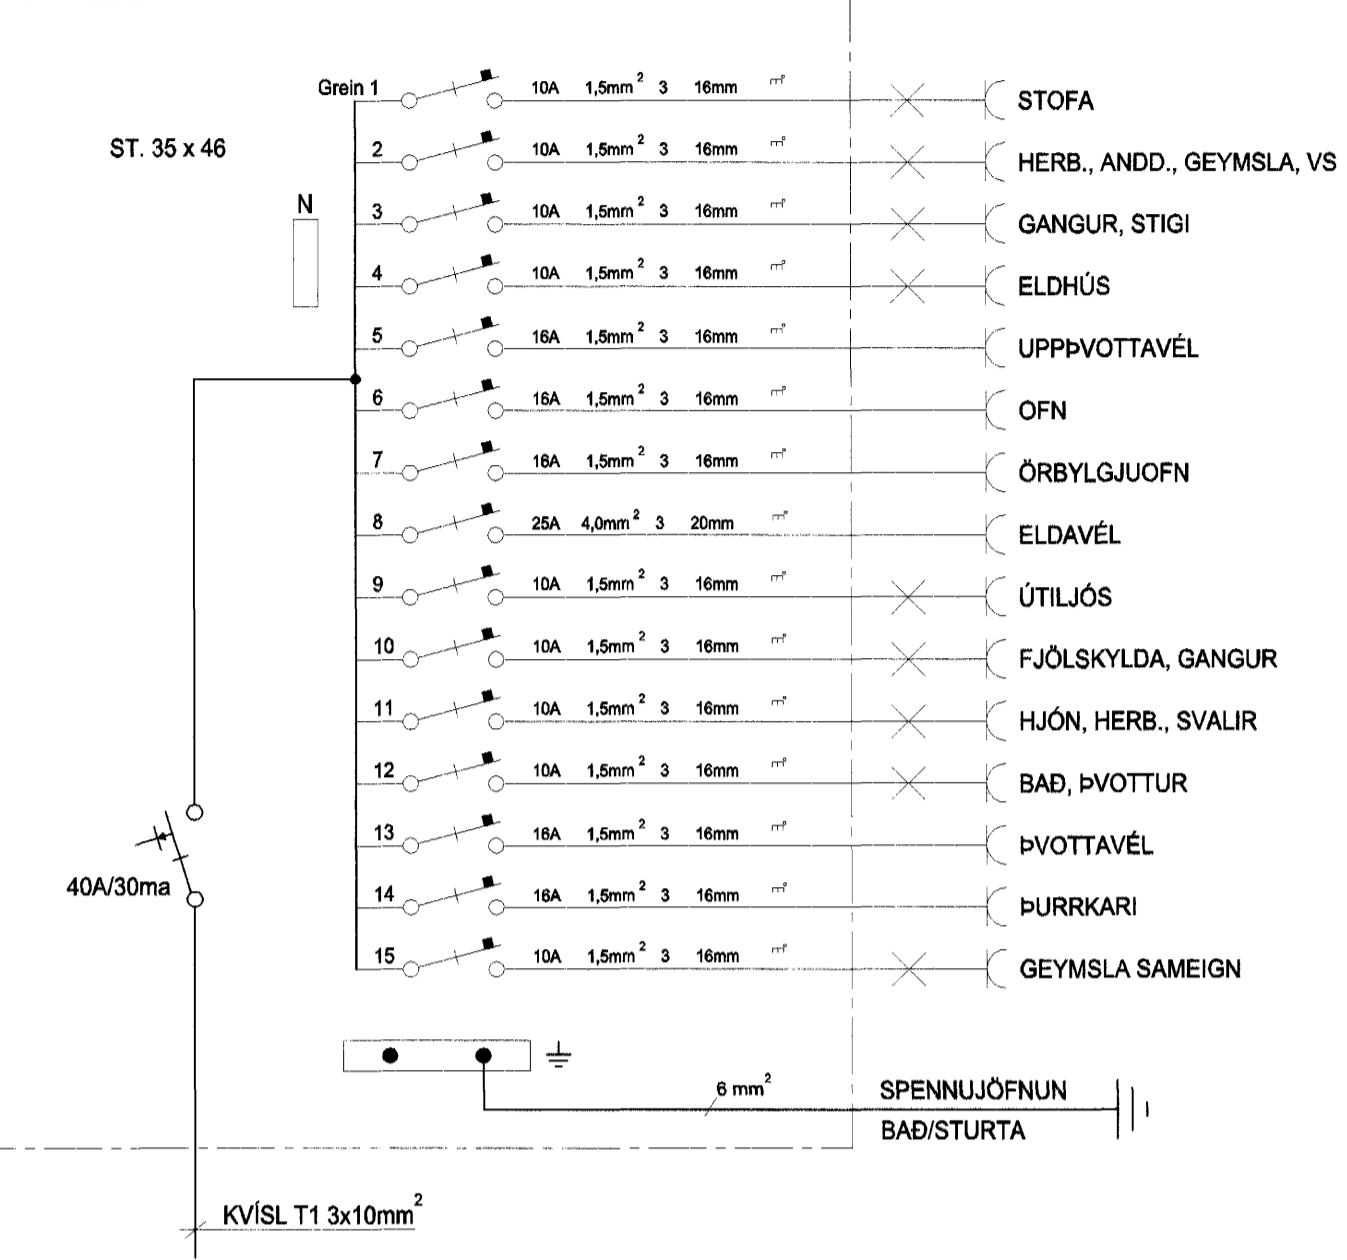 Grein 1 10A 1,5mm² 3 16mm STOFA
ST. 35 x 46
2 10A 1,5mm² 3 16mm HERB., ANDD., GEYMSLA, VS
N
3 10A 1,5mm² 3 16mm GANGUR, STIGI
4 10A 1,5mm² 3 16mm ELDHÚS
5 16A 1,5mm² 3 16mm UPPÞVOTTAVÉL
6 16A 1,5mm² 3 16mm OFN
7 16A 1,5mm² 3 16mm ÖRBYLGJUOFN
8 25A 4,0mm² 3 20mm ELDAVÉL
9 10A 1,5mm² 3 16mm ÚTILJÓS
10 10A 1,5mm² 3 16mm FJÖLSKYLDA, GANGUR
11 10A 1,5mm² 3 16mm HJÓN, HERB., SVALIR
12 10A 1,5mm² 3 16mm BAÐ, ÞVOTTUR
13 16A 1,5mm² 3 16mm ÞVOTTAVÉL
40A/30ma
14 16A 1,5mm² 3 16mm ÞURRKARI
15 10A 1,5mm² 3 16mm GEYMSLA SAMEIGN
6 mm² SPENNUJÖFNUN
BAÐ/STURTA
KVÍSL T1 3x10mm²